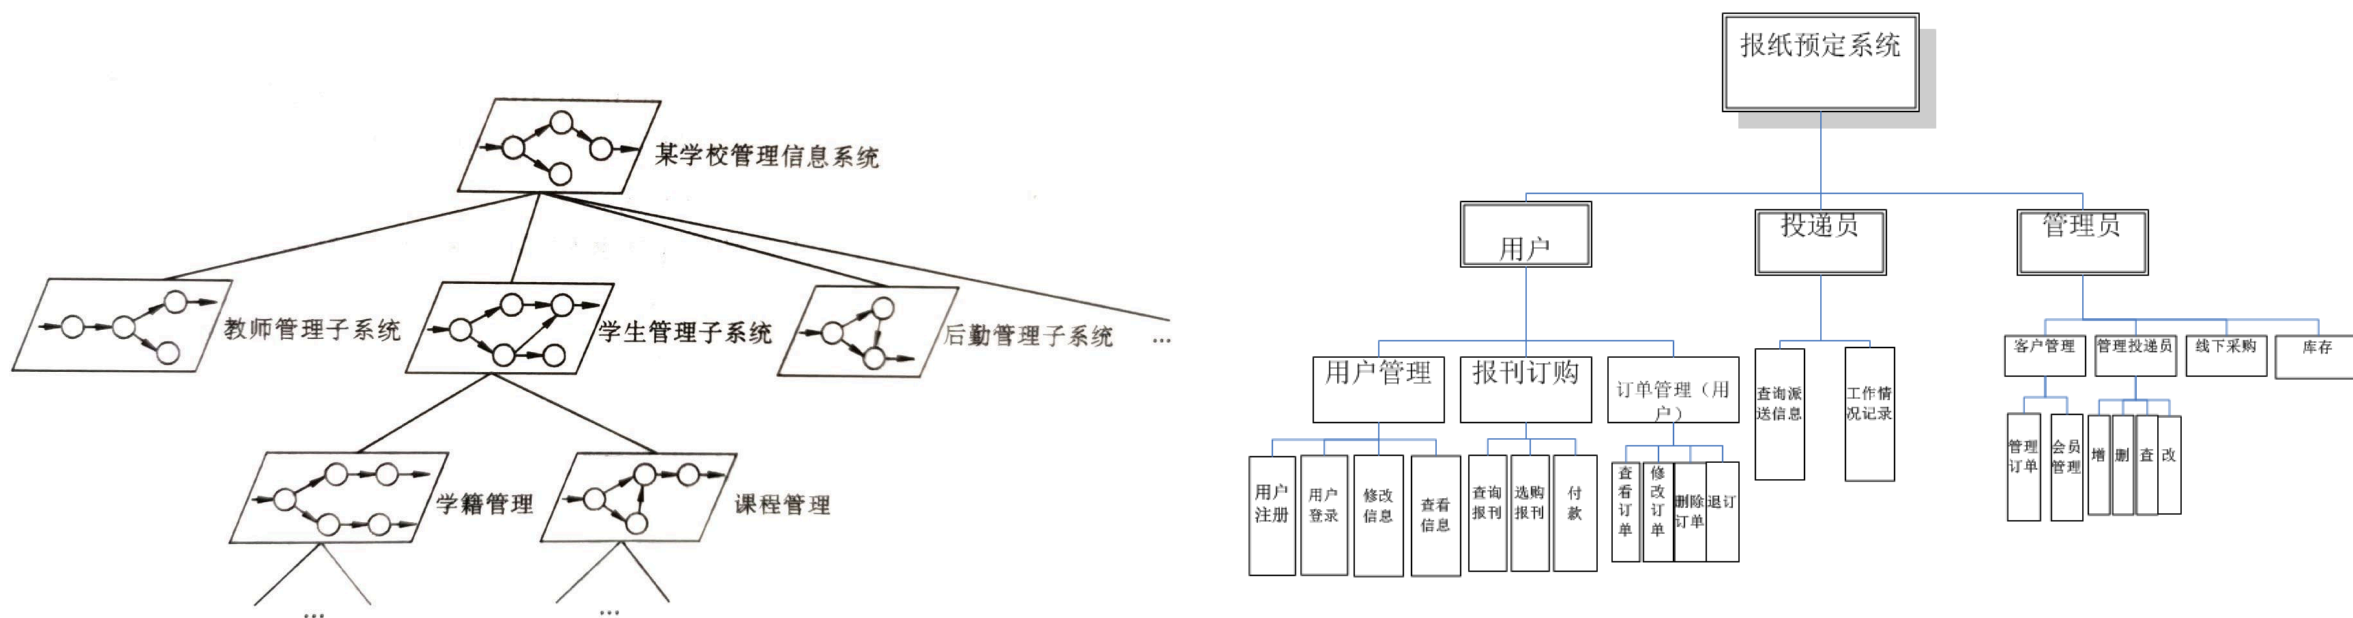 某学校管理信息系统
教师管理子系统
学生管理子系统
后勤管理子系统
...
学籍管理
课程管理
...
...
报纸预定系统
用户
投递员
管理员
用户管理
报刊订购
订单管理（用
户）
查询派
送信息
工作情
况记录
客户管理
管理投递员
线下采购
库存
用户
注册
用户
登录
修改
信息
查看
信息
查询
报刊
选购
报刊
付
款
查
看
订
单
修
改
订
单
删除
订单
退订
管理
订单
会员
管理
增
删
查
改